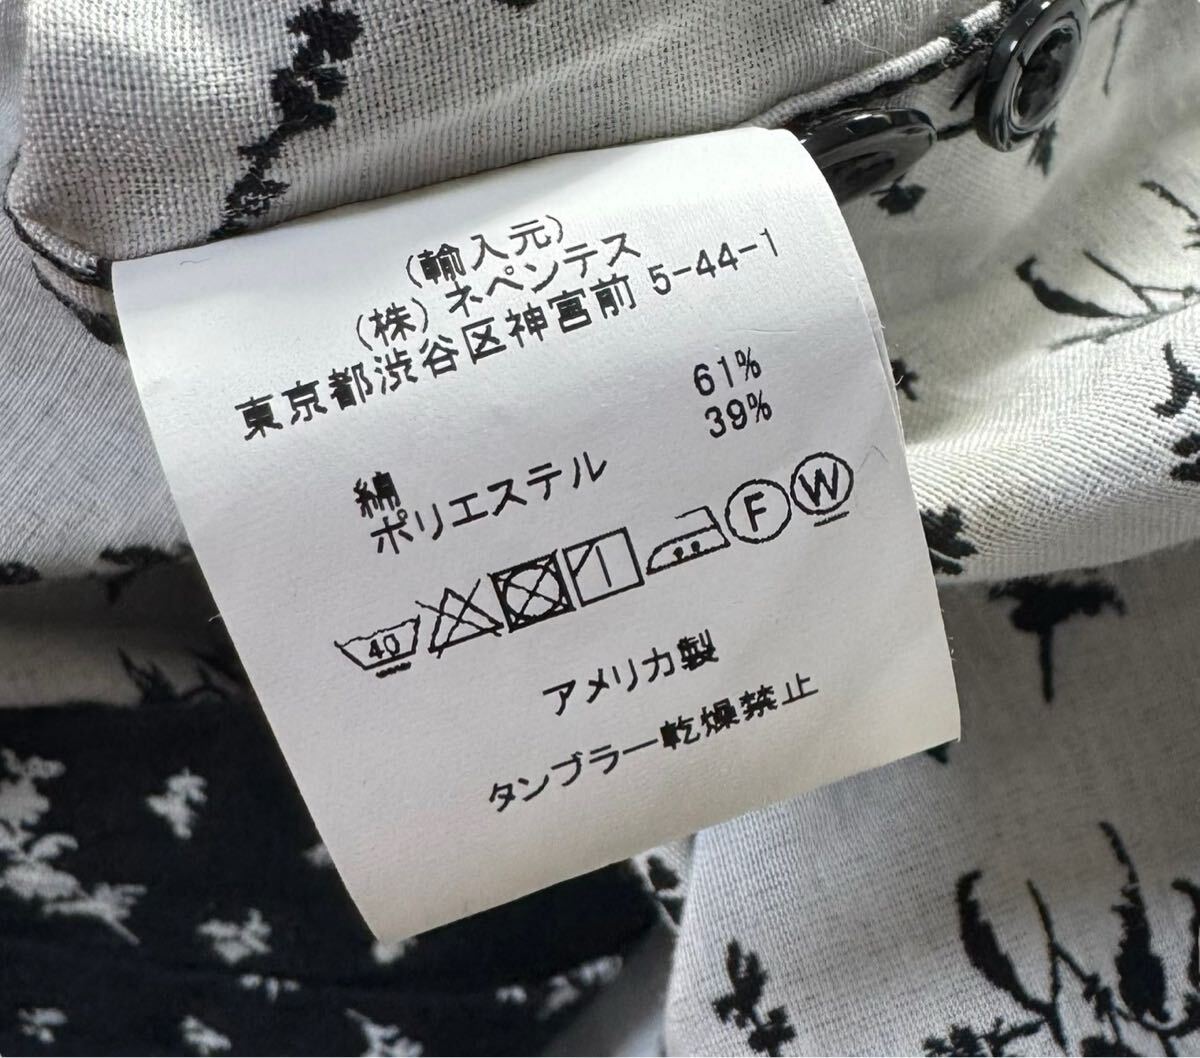 (輸入元)
(株)ネペンテス
東京都渋谷区神宮前 5-44-1
綿 61%
ポリエステル 39%
40 F W
アメリカ製
タンブラー乾燥禁止